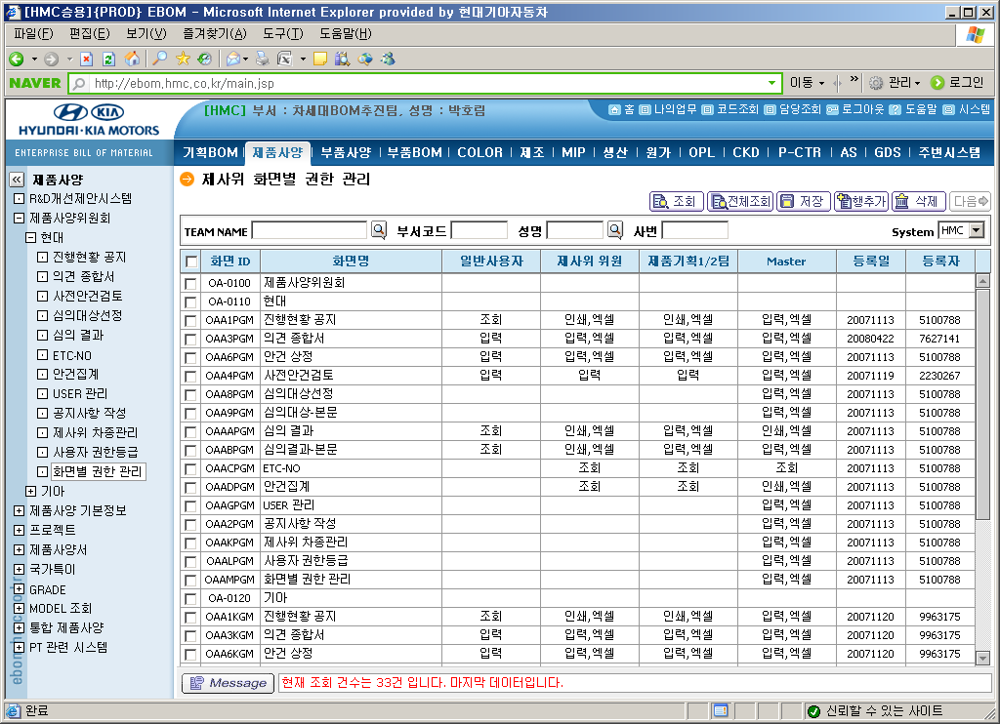 [HMC승용]{PROD} EBOM - Microsoft Internet Explorer provided by 현대기아자동차
파일(F) 편집(E) 보기(V) 즐겨찾기(A) 도구(T) 도움말(H)
NAVER http://ebom.hmc.co.kr/main.jsp 이동 » 관리 로그인
HYUNDAI·KIA MOTORS
[HMC] 부서 : 차세대BOM추진팀, 성명 : 박호림
홈 나의업무 코드조회 담당조회 로그아웃 도움말 시스템
ENTERPRISE BILL OF MATERIAL
기획BOM 제품사양 부품사양 부품BOM COLOR 제조 MIP 생산 원가 OPL CKD P-CTR AS GDS 주변시스템
제품사양
R&D개선제안시스템
제품사양위원회
현대
진행현황 공지
의견 종합서
사전안건검토
심의대상선정
심의 결과
ETC-NO
안건집계
USER 관리
공지사항 작성
제사위 차종관리
사용자 권한등급
화면별 권한 관리
기아
제품사양 기본정보
프로젝트
제품사양서
국가특이
GRADE
MODEL 조회
통합 제품사양
PT 관련 시스템
제사위 화면별 권한 관리
조회 전체조회 저장 행추가 삭제 다음
TEAM NAME 부서코드 성명 사번 System HMC
화면 ID 화면명 일반사용자 제사위 위원 제품기획1/2팀 Master 등록일 등록자
OA-0100 제품사양위원회
OA-0110 현대
OAA1PGM 진행현황 공지 조회 인쇄,엑셀 인쇄,엑셀 입력,엑셀 20071113 5100788
OAA3PGM 의견 종합서 입력 입력,엑셀 입력,엑셀 입력,엑셀 20080422 7627141
OAA6PGM 안건 상정 입력 입력,엑셀 입력,엑셀 입력,엑셀 20071113 5100788
OAA4PGM 사전안건검토 입력 입력 입력 입력,엑셀 20071119 2230267
OAA8PGM 심의대상선정 입력,엑셀 20071113 5100788
OAA9PGM 심의대상-본문 입력,엑셀 20071113 5100788
OAAAPGM 심의 결과 조회 인쇄,엑셀 입력,엑셀 인쇄,엑셀 20071113 5100788
OAABPGM 심의결과-본문 조회 인쇄,엑셀 입력,엑셀 입력,엑셀 20071113 5100788
OAACPGM ETC-NO 조회 조회 조회 20071113 5100788
OAADPGM 안건집계 조회 조회 인쇄,엑셀 20071113 5100788
OAAGPGM USER 관리 입력,엑셀 20071113 5100788
OAA2PGM 공지사항 작성 입력,엑셀 20071113 5100788
OAAKPGM 제사위 차종관리 입력,엑셀 20071113 5100788
OAALPGM 사용자 권한등급 입력,엑셀 20071113 5100788
OAAMPGM 화면별 권한 관리 입력,엑셀 20071113 5100788
OA-0120 기아
OAA1KGM 진행현황 공지 조회 인쇄,엑셀 인쇄,엑셀 입력,엑셀 20071120 9963175
OAA3KGM 의견 종합서 입력 입력,엑셀 입력,엑셀 입력,엑셀 20071120 9963175
OAA6KGM 안건 상정 입력 입력,엑셀 입력,엑셀 입력,엑셀 20071120 9963175
Message 현재 조회 건수는 33건 입니다. 마지막 데이터입니다.
완료 신뢰할 수 있는 사이트